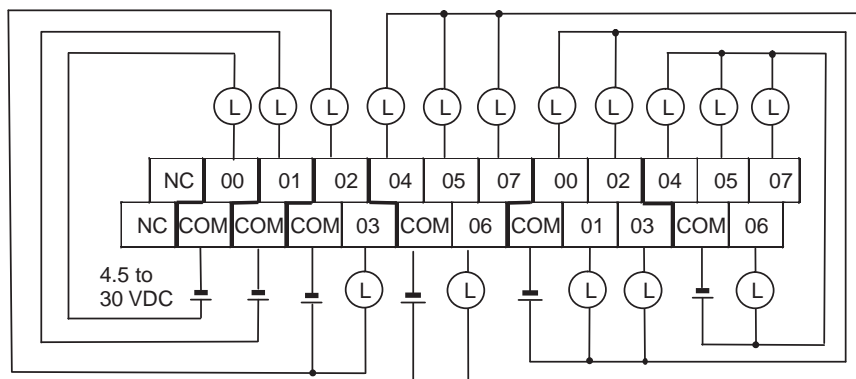 L L L L L L L L L L L
NC 00 01 02 04 05 07 00 02 04 05 07
NC COM COM COM 03 COM 06 COM 01 03 COM 06
4.5 to
30 VDC
L L L L L